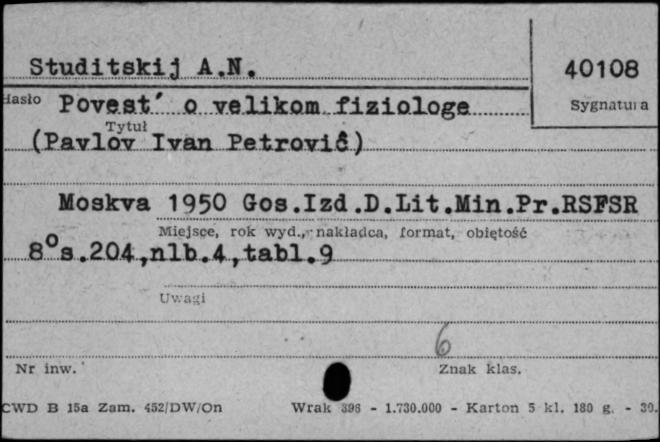 Studitskij A.N.
40108
Hasło
Sygnatura
Povest' o velikom fiziologe
Tytuł
(Pavlov Ivan Petrovič)
Moskva 1950 Gos.Izd.D.Lit.Min.Pr.RSFSR
Miejsce, rok wyd., nakładca, format, objętość
8° s.204,nlb.4,tabl.9
Uwagi
6
Nr inw.
Znak klas.
CWD B 15a Zam. 452/DW/On
Wrak 396 - 1.730.000 - Karton 5 kl. 180 g. - 30.